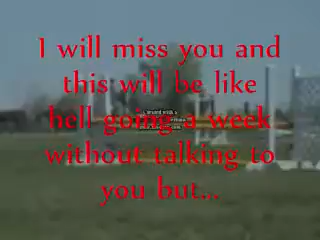 I will miss you and
this will be like
hell going a week
without talking to
you but...